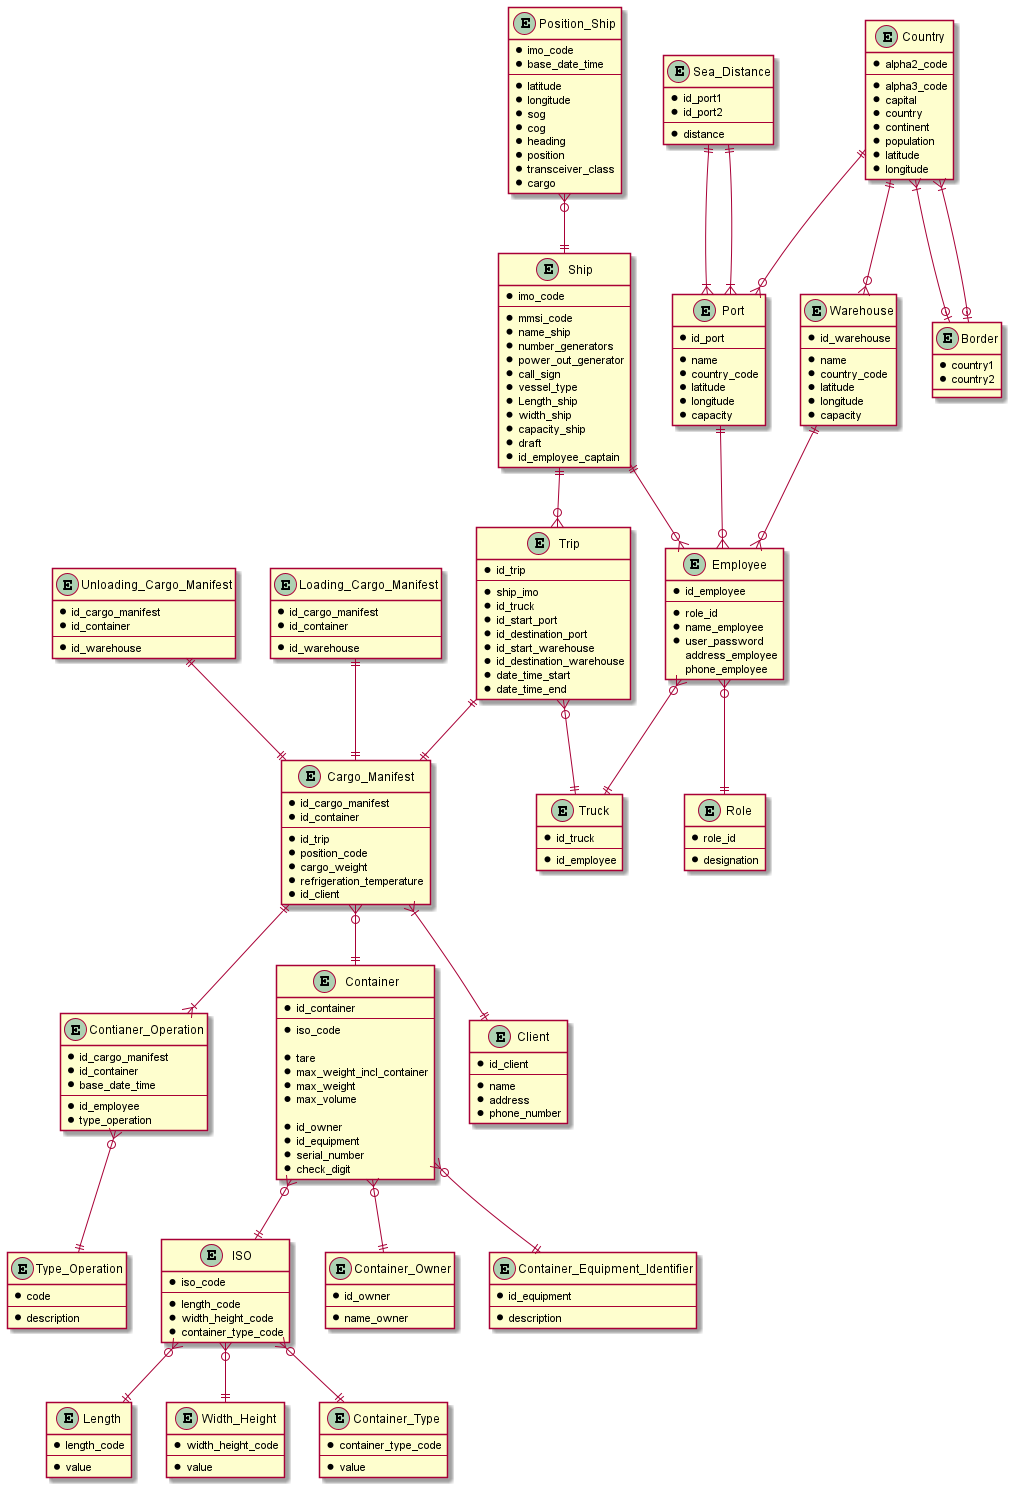 E Position_Ship
imo_code
base_date_time
latitude
longitude
sog
cog
heading
position
transceiver_class
cargo
E Sea_Distance
id_port1
id_port2
distance
E Country
alpha2_code
alpha3_code
capital
country
continent
population
latitude
longitude
E Ship
imo_code
mmsi_code
name_ship
number_generators
power_out_generator
call_sign
vessel_type
Length_ship
width_ship
capacity_ship
draft
id_employee_captain
E Port
id_port
name
country_code
latitude
longitude
capacity
E Warehouse
id_warehouse
name
country_code
latitude
longitude
capacity
E Border
country1
country2
E Unloading_Cargo_Manifest
id_cargo_manifest
id_container
id_warehouse
E Loading_Cargo_Manifest
id_cargo_manifest
id_container
id_warehouse
E Trip
id_trip
ship_imo
id_truck
id_start_port
id_destination_port
id_start_warehouse
id_destination_warehouse
date_time_start
date_time_end
E Employee
id_employee
role_id
name_employee
user_password
address_employee
phone_employee
E Cargo_Manifest
id_cargo_manifest
id_container
id_trip
position_code
cargo_weight
refrigeration_temperature
id_client
E Truck
id_truck
id_employee
E Role
role_id
designation
E Contianer_Operation
id_cargo_manifest
id_container
base_date_time
id_employee
type_operation
E Container
id_container
iso_code
tare
max_weight_incl_container
max_weight
max_volume
id_owner
id_equipment
serial_number
check_digit
E Client
id_client
name
address
phone_number
E Type_Operation
code
description
E ISO
iso_code
length_code
width_height_code
container_type_code
E Container_Owner
id_owner
name_owner
E Container_Equipment_Identifier
id_equipment
description
E Length
length_code
value
E Width_Height
width_height_code
value
E Container_Type
container_type_code
value